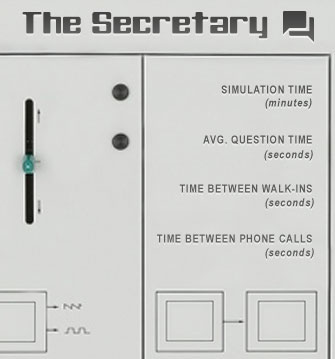 The Secretary
SIMULATION TIME
(minutes)
AVG. QUESTION TIME
(seconds)
TIME BETWEEN WALK-INS
(seconds)
TIME BETWEEN PHONE CALLS
(seconds)